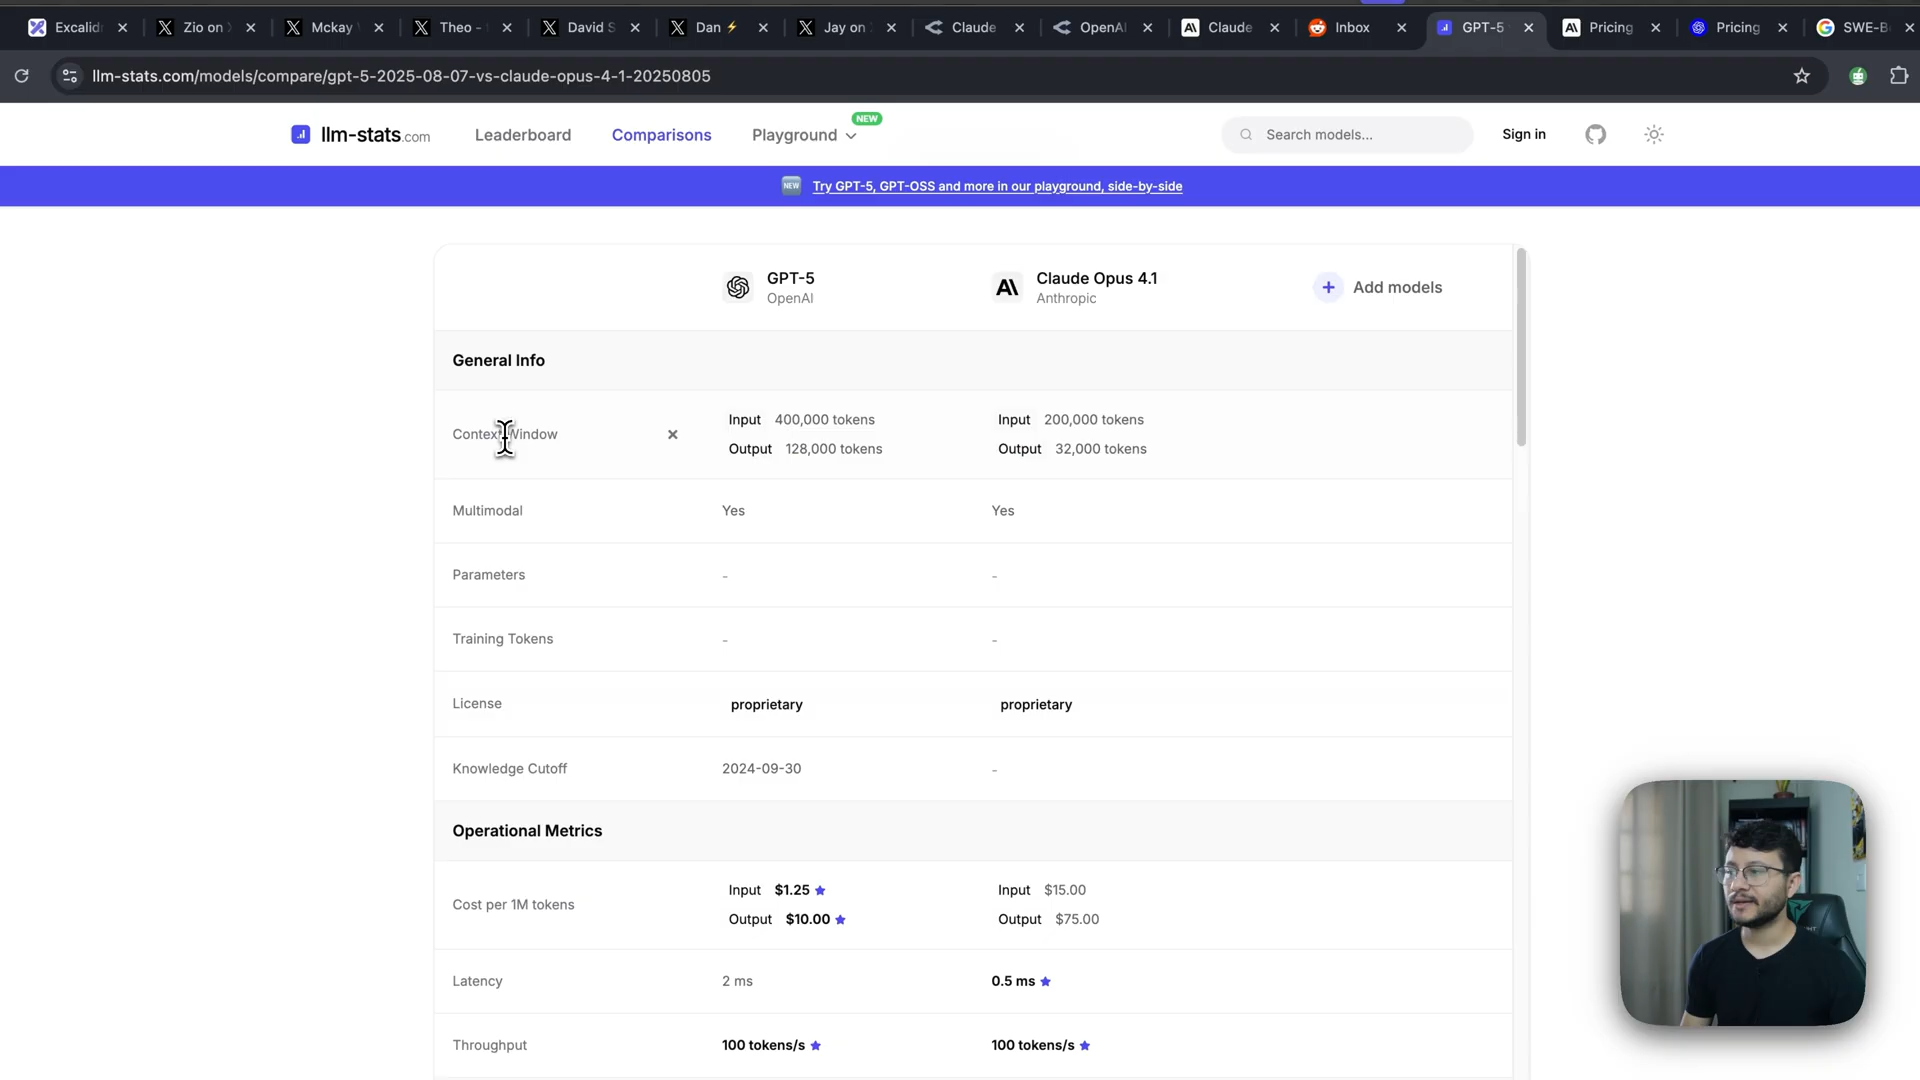 Excalidr
Zio on
Mckay
Theo -
David S
Dan ⚡
Jay on
Claude
OpenAI
Claude
Inbox
GPT-5
Pricing
Pricing
SWE-B
llm-stats.com/models/compare/gpt-5-2025-08-07-vs-claude-opus-4-1-20250805
llm-stats.com
Leaderboard
Comparisons
Playground
NEW
Search models...
Sign in
NEW
Try GPT-5, GPT-OSS and more in our playground, side-by-side
GPT-5
OpenAI
Claude Opus 4.1
Anthropic
+ Add models
General Info
Context Window
Input 400,000 tokens
Output 128,000 tokens
Input 200,000 tokens
Output 32,000 tokens
Multimodal Yes Yes
Parameters - -
Training Tokens - -
License proprietary proprietary
Knowledge Cutoff 2024-09-30 -
Operational Metrics
Cost per 1M tokens
Input $1.25
Output $10.00
Input $15.00
Output $75.00
Latency 2 ms 0.5 ms
Throughput 100 tokens/s 100 tokens/s